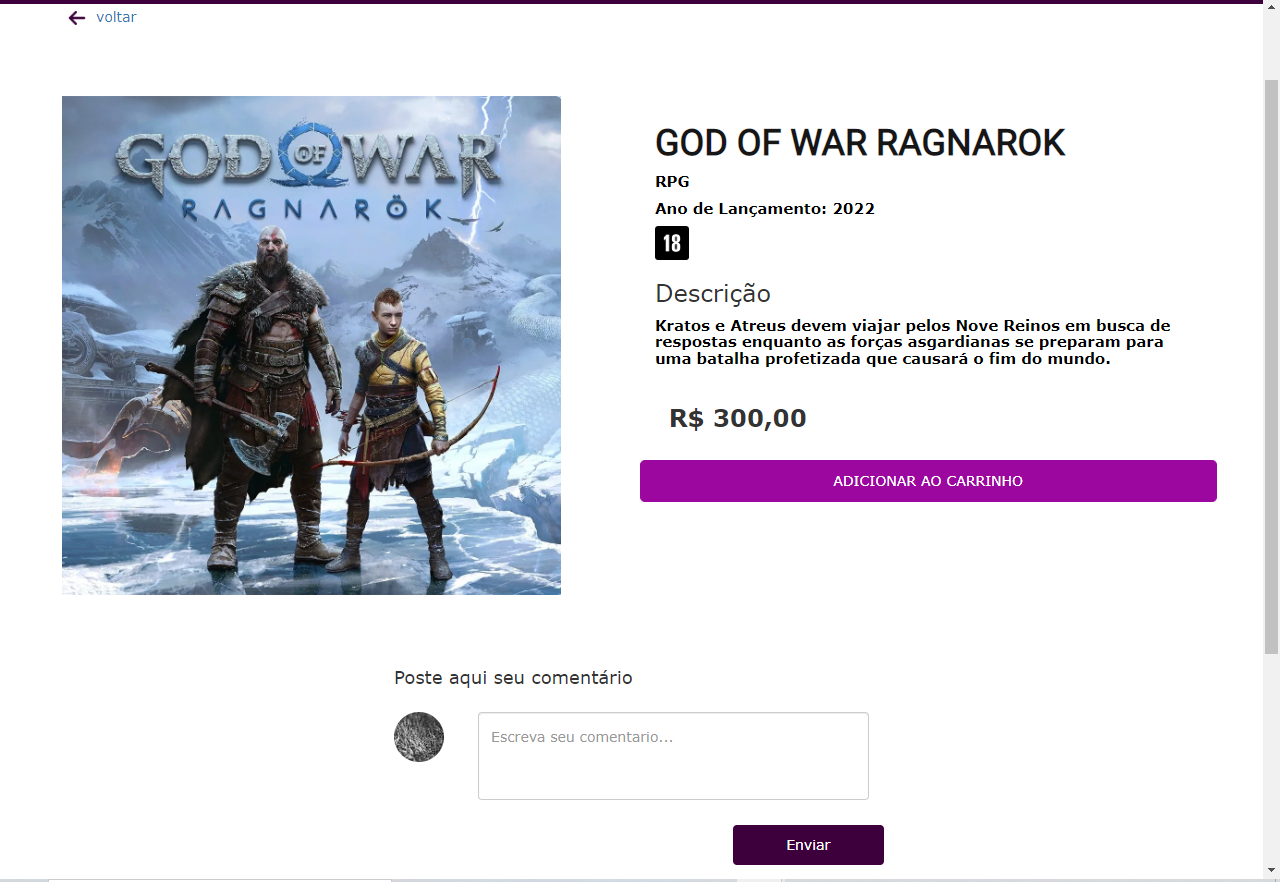 voltar
GOD OF WAR
RAGNARÖK
GOD OF WAR RAGNAROK
RPG
Ano de Lançamento: 2022
18
Descrição
Kratos e Atreus devem viajar pelos Nove Reinos em busca de
respostas enquanto as forças asgardianas se preparam para
uma batalha profetizada que causará o fim do mundo.
R$ 300,00
ADICIONAR AO CARRINHO
Poste aqui seu comentário
Escreva seu comentario...
Enviar